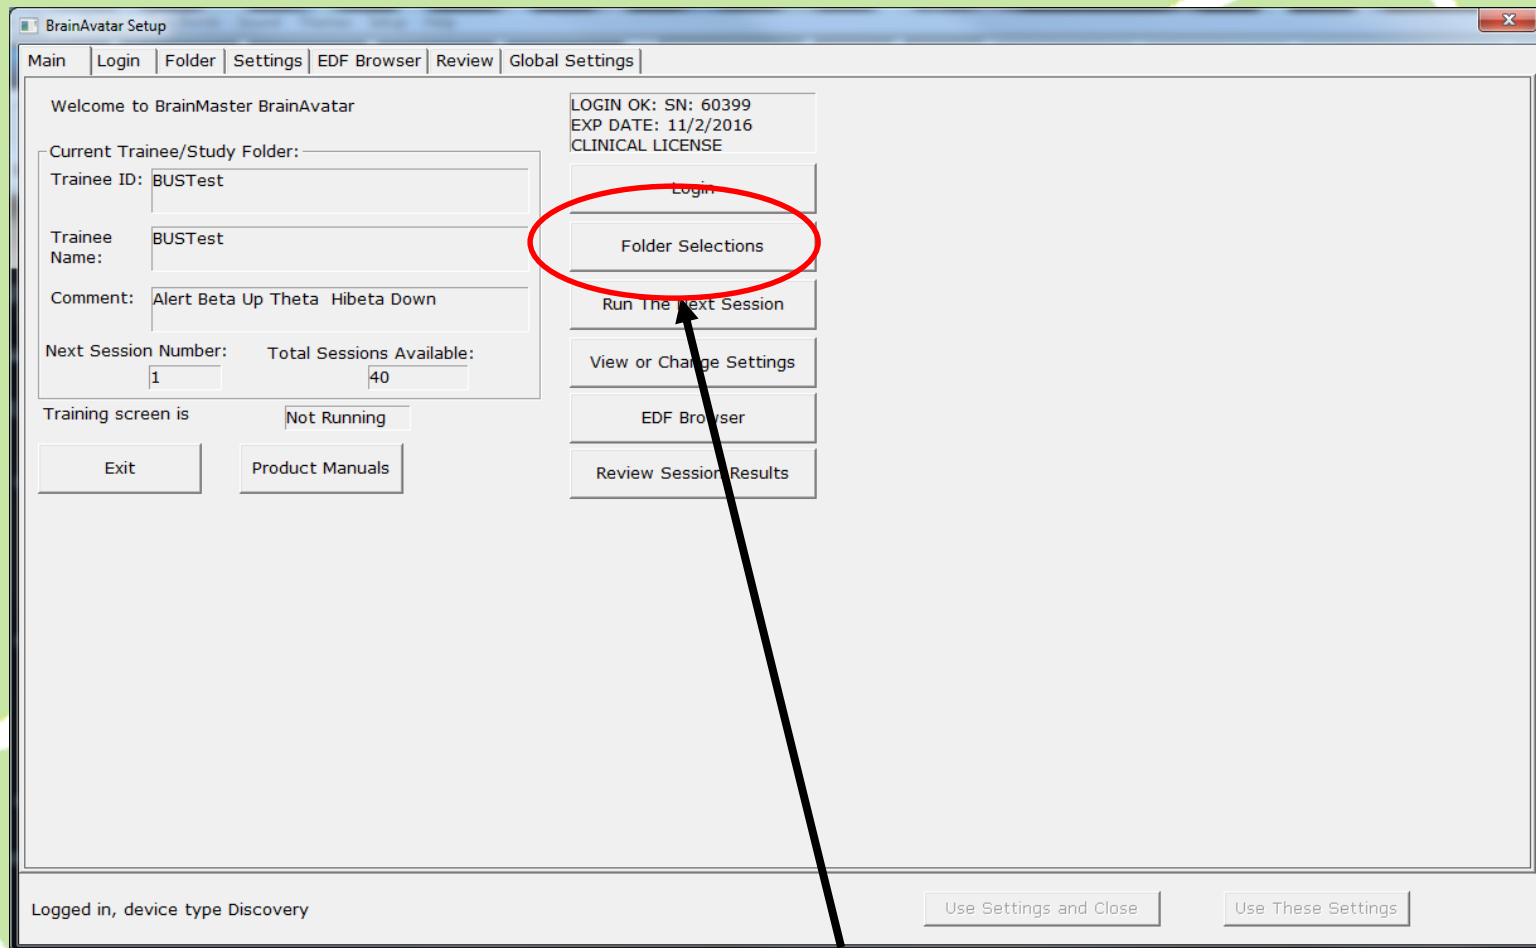 BrainAvatar Setup
Main Login Folder Settings EDF Browser Review Global Settings
Welcome to BrainMaster BrainAvatar
LOGIN OK: SN: 60399
EXP DATE: 11/2/2016
CLINICAL LICENSE
Current Trainee/Study Folder:
Trainee ID: BUSTest
Trainee Name: BUSTest
Comment: Alert Beta Up Theta  Hibeta Down
Next Session Number: Total Sessions Available:
1 40
Training screen is Not Running
Exit Product Manuals
Login
Folder Selections
Run The Next Session
View or Change Settings
EDF Browser
Review Session Results
Logged in, device type Discovery
Use Settings and Close Use These Settings